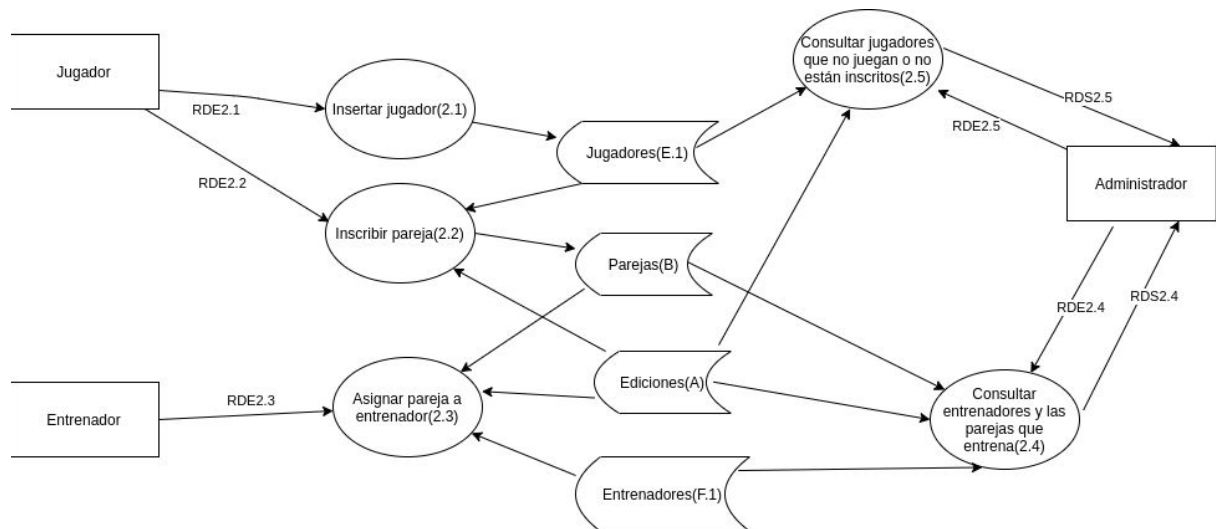 Consultar jugadores
que no juegan o no
están inscritos(2.5)
Jugador
Insertar jugador(2.1)
RDE2.1
RDS2.5
RDE2.5
Jugadores(E.1)
Administrador
RDE2.2
Inscribir pareja(2.2)
Parejas(B)
RDE2.4
RDS2.4
Ediciones(A)
Asignar pareja a
entrenador(2.3)
RDE2.3
Entrenador
Consultar
entrenadores y las
parejas que
entrena(2.4)
Entrenadores(F.1)